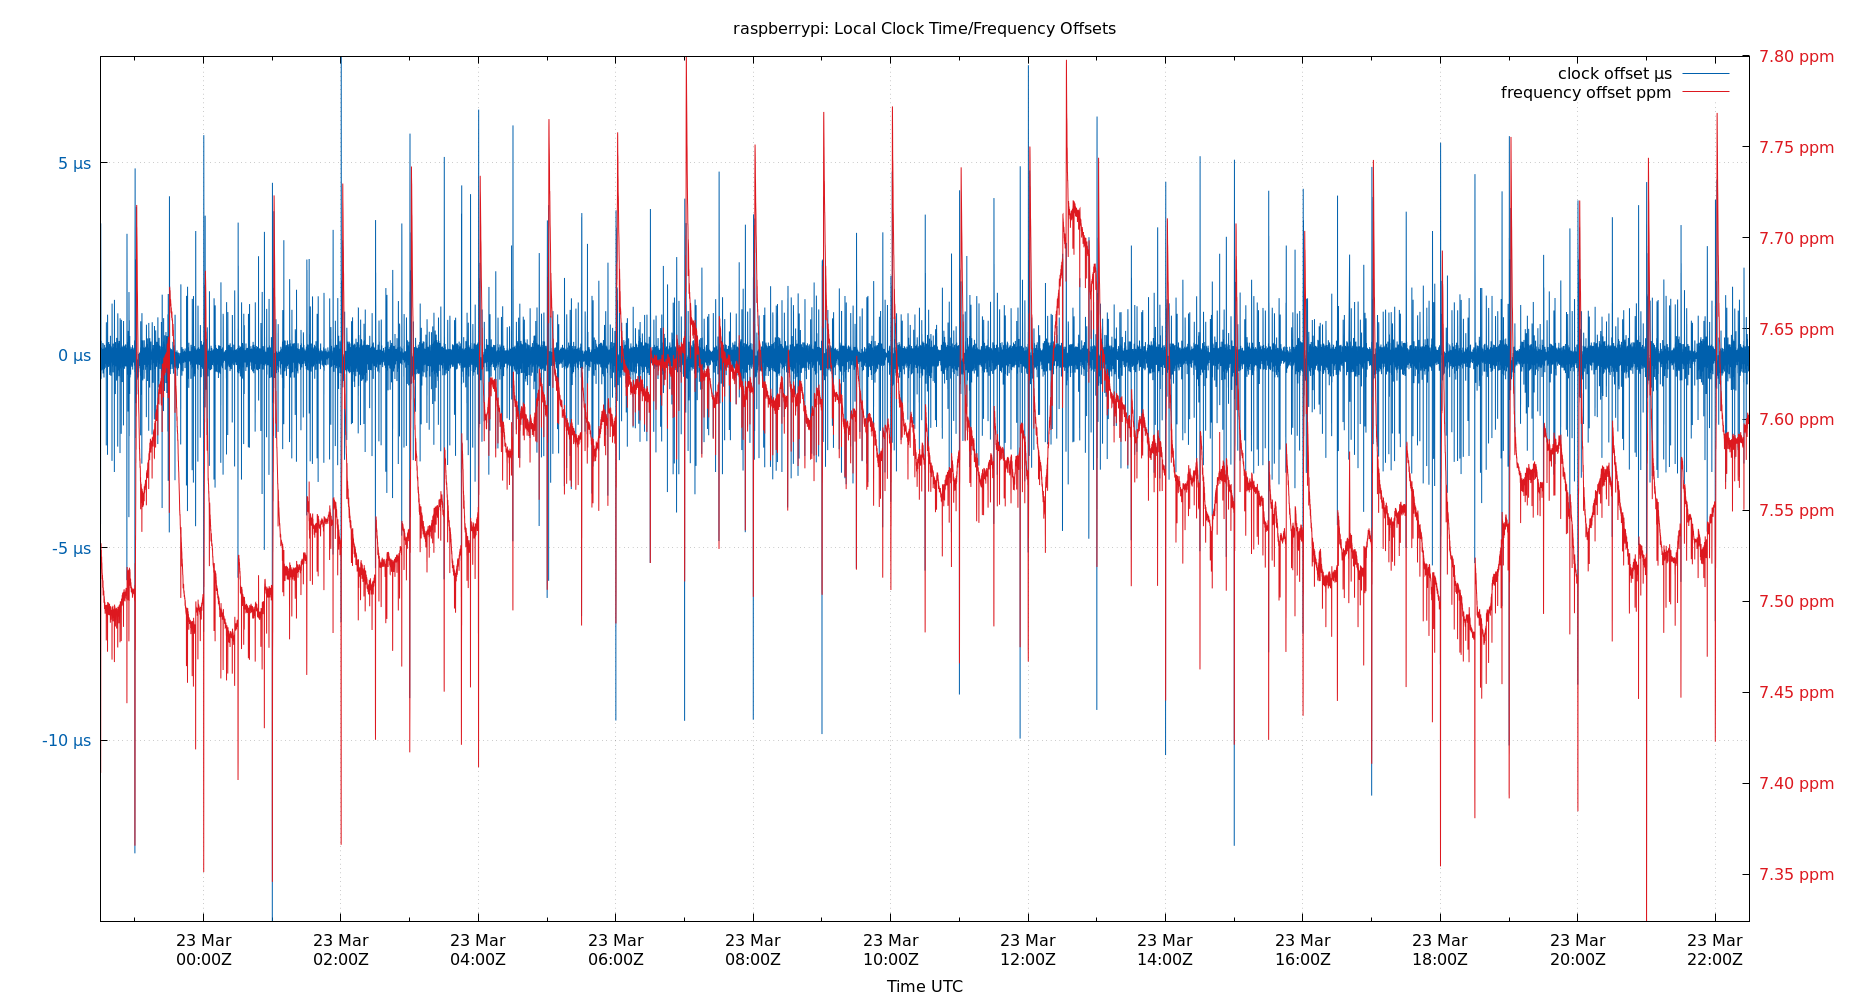 raspberrypi: Local Clock Time/Frequency Offsets
clock offset µs
frequency offset ppm
5 µs
0 µs
-5 µs
-10 µs
7.80 ppm
7.75 ppm
7.70 ppm
7.65 ppm
7.60 ppm
7.55 ppm
7.50 ppm
7.45 ppm
7.40 ppm
7.35 ppm
23 Mar
00:00Z
23 Mar
02:00Z
23 Mar
04:00Z
23 Mar
06:00Z
23 Mar
08:00Z
23 Mar
10:00Z
23 Mar
12:00Z
23 Mar
14:00Z
23 Mar
16:00Z
23 Mar
18:00Z
23 Mar
20:00Z
23 Mar
22:00Z
Time UTC